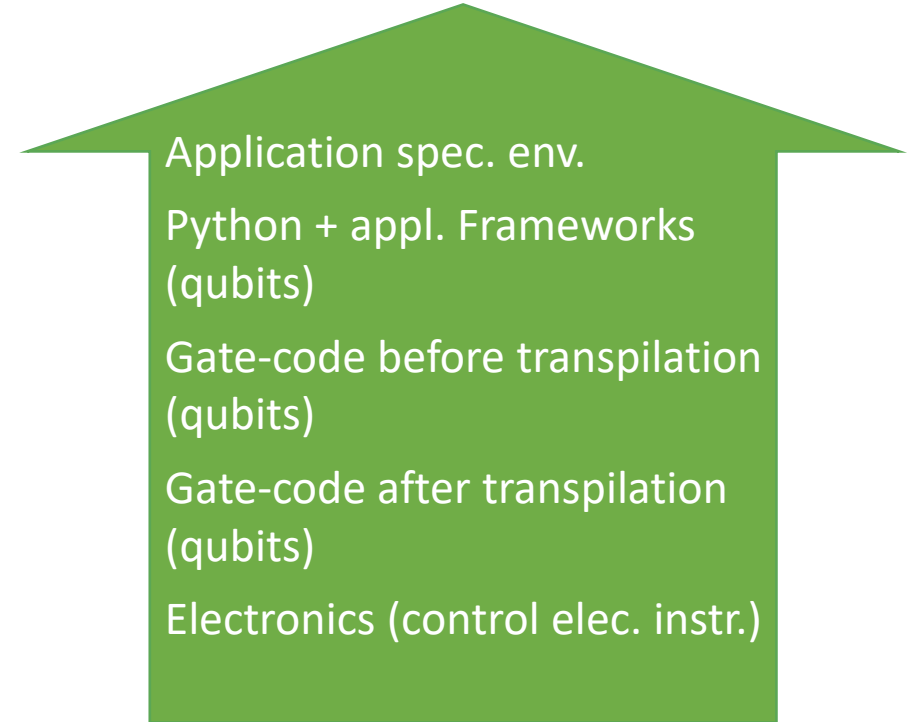 Application spec. env.
Python + appl. Frameworks
(qubits)
Gate-code before transpilation
(qubits)
Gate-code after transpilation
(qubits)
Electronics (control elec. instr.)